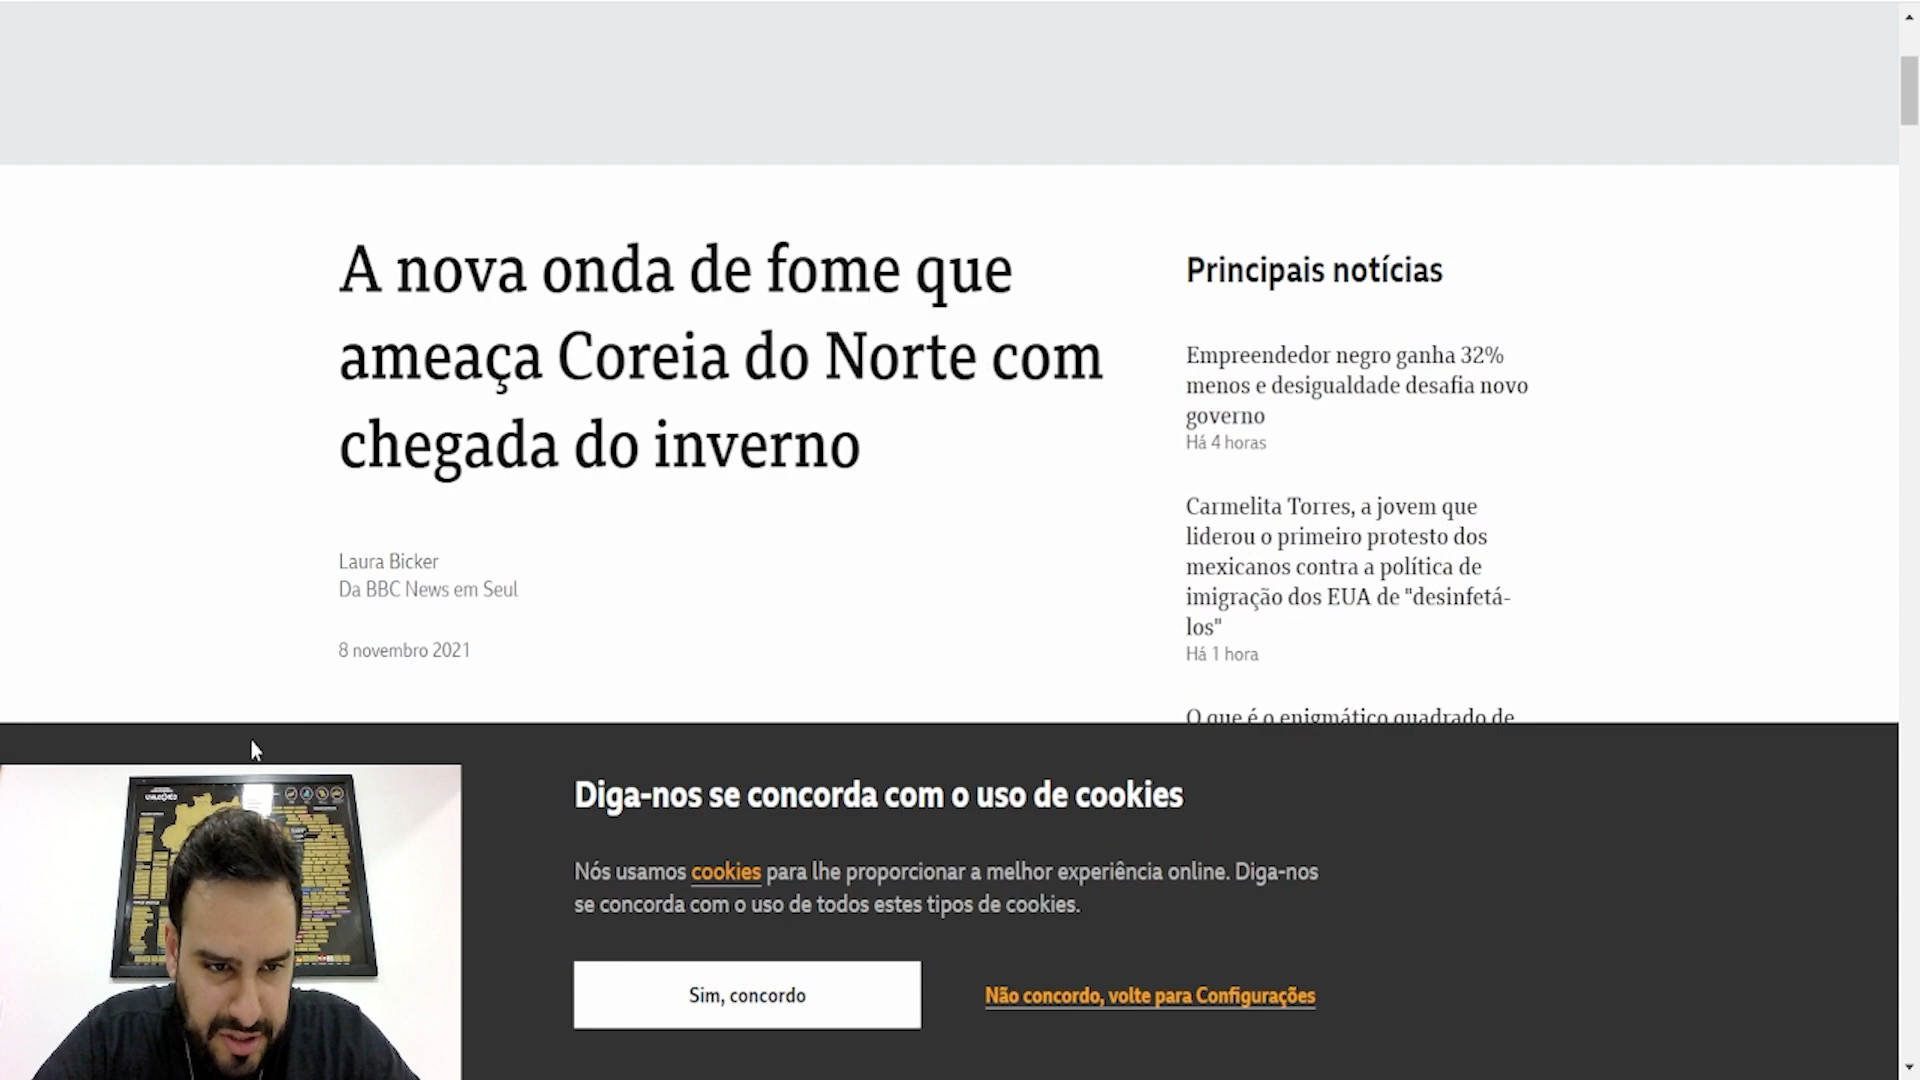 A nova onda de fome que
ameaça Coreia do Norte com
chegada do inverno
Laura Bicker
Da BBC News em Seul
8 novembro 2021
Principais notícias
Empreendedor negro ganha 32%
menos e desigualdade desafia novo
governo
Há 4 horas
Carmelita Torres, a jovem que
liderou o primeiro protesto dos
mexicanos contra a política de
imigração dos EUA de "desinfetá-
los"
Há 1 hora
O que é o enigmático quadrado de
Diga-nos se concorda com o uso de cookies
Nós usamos cookies para lhe proporcionar a melhor experiência online. Diga-nos
se concorda com o uso de todos estes tipos de cookies.
Sim, concordo
Não concordo, volte para Configurações